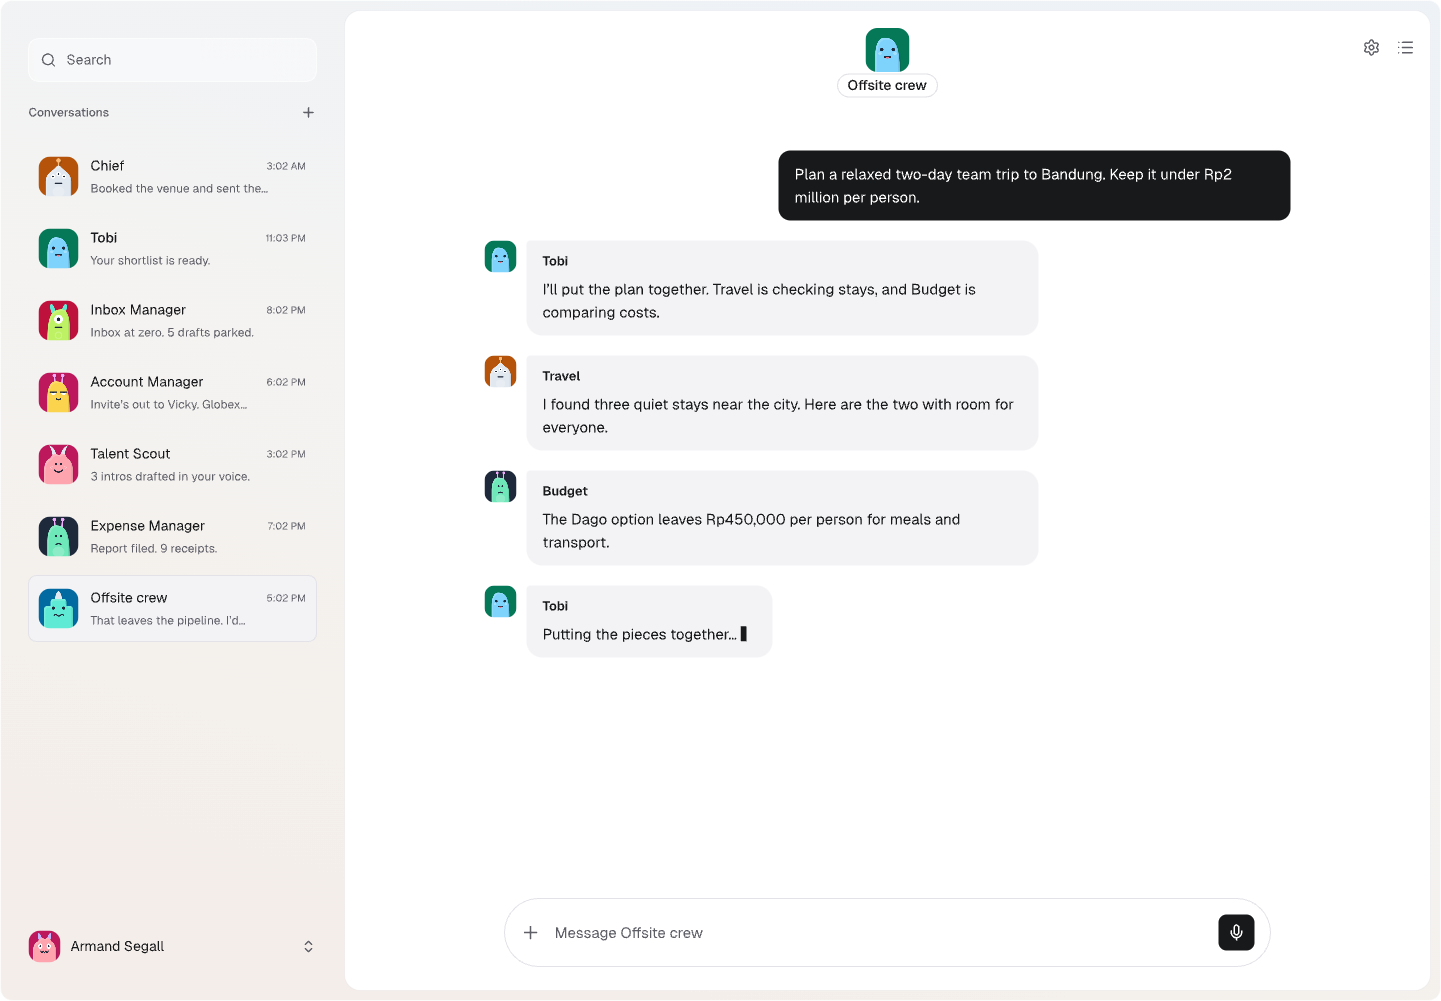 Search
Conversations
Chief
3:02 AM
Booked the venue and sent the…
Tobi
11:03 PM
Your shortlist is ready.
Inbox Manager
8:02 PM
Inbox at zero. 5 drafts parked.
Account Manager
6:02 PM
Invite's out to Vicky. Globex…
Talent Scout
3:02 PM
3 intros drafted in your voice.
Expense Manager
7:02 PM
Report filed. 9 receipts.
Offsite crew
5:02 PM
That leaves the pipeline. I'd…
Armand Segall
Offsite crew
Plan a relaxed two-day team trip to Bandung. Keep it under Rp2
million per person.
Tobi
I'll put the plan together. Travel is checking stays, and Budget is
comparing costs.
Travel
I found three quiet stays near the city. Here are the two with room for
everyone.
Budget
The Dago option leaves Rp450,000 per person for meals and
transport.
Tobi
Putting the pieces together…
Message Offsite crew